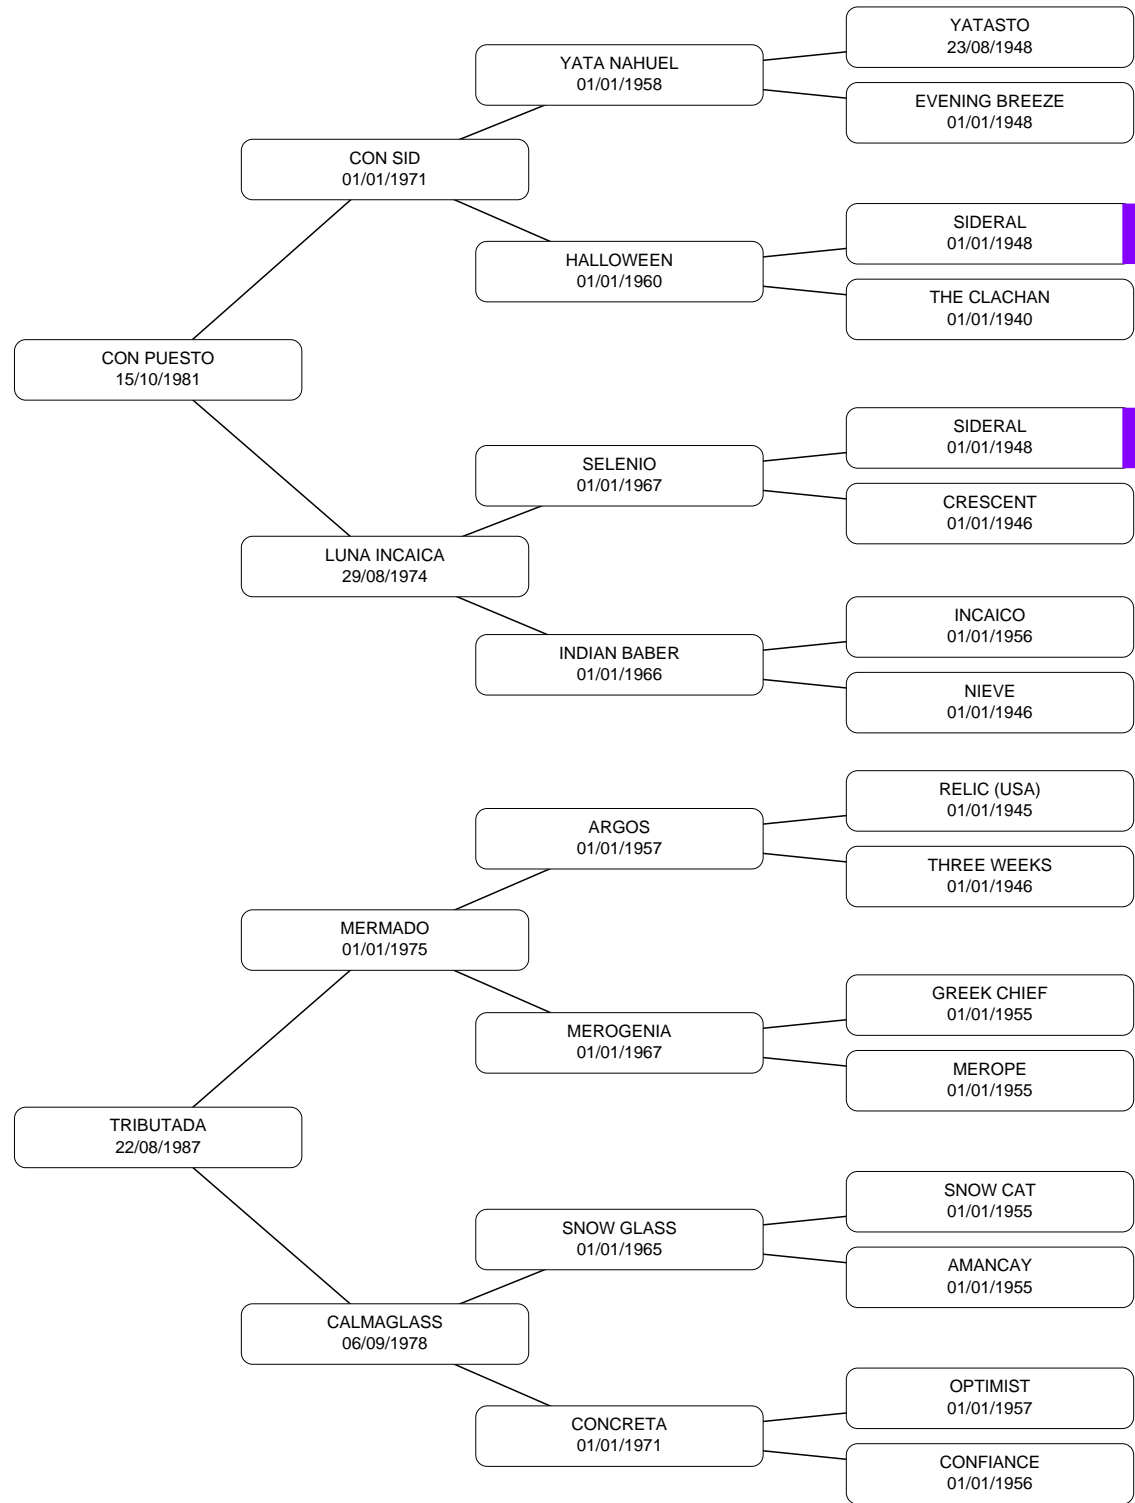 YATASTO
23/08/1948
YATA NAHUEL
01/01/1958
EVENING BREEZE
01/01/1948
CON SID
01/01/1971
SIDERAL
01/01/1948
HALLOWEEN
01/01/1960
THE CLACHAN
01/01/1940
CON PUESTO
15/10/1981
SIDERAL
01/01/1948
SELENIO
01/01/1967
CRESCENT
01/01/1946
LUNA INCAICA
29/08/1974
INCAICO
01/01/1956
INDIAN BABER
01/01/1966
NIEVE
01/01/1946
RELIC (USA)
01/01/1945
ARGOS
01/01/1957
THREE WEEKS
01/01/1946
MERMADO
01/01/1975
GREEK CHIEF
01/01/1955
MEROGENIA
01/01/1967
MEROPE
01/01/1955
TRIBUTADA
22/08/1987
SNOW CAT
01/01/1955
SNOW GLASS
01/01/1965
AMANCAY
01/01/1955
CALMAGLASS
06/09/1978
OPTIMIST
01/01/1957
CONCRETA
01/01/1971
CONFIANCE
01/01/1956